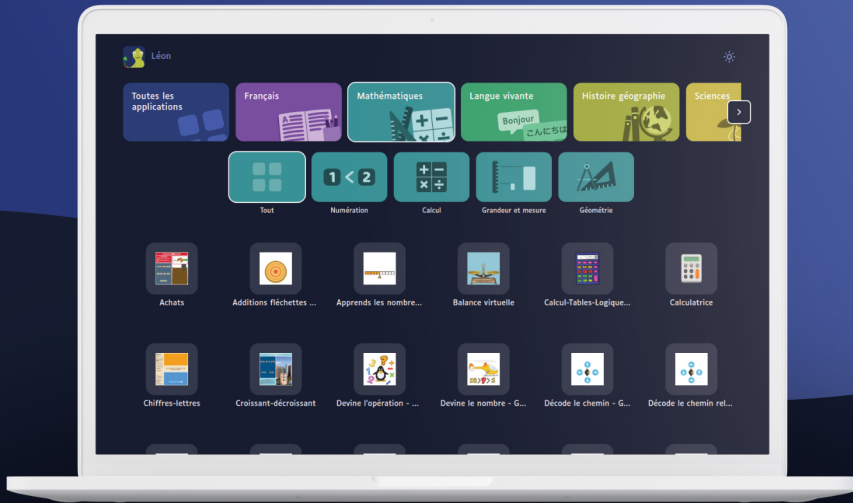 Léon
Toutes les
applications
Français
Mathématiques
Langue vivante
Histoire géographie
Sciences
Bonjour
こんにちは
1 < 2
Tout
Numération
Calcul
Grandeur et mesure
Géométrie
Achats
Additions fléchettes ...
Apprends les nombre...
Balance virtuelle
Calcul-Tables-Logique...
Calculatrice
Chiffres-lettres
Croissant-décroissant
Devine l'opération - ...
Devine le nombre - G...
Décode le chemin - G...
Décode le chemin rel...